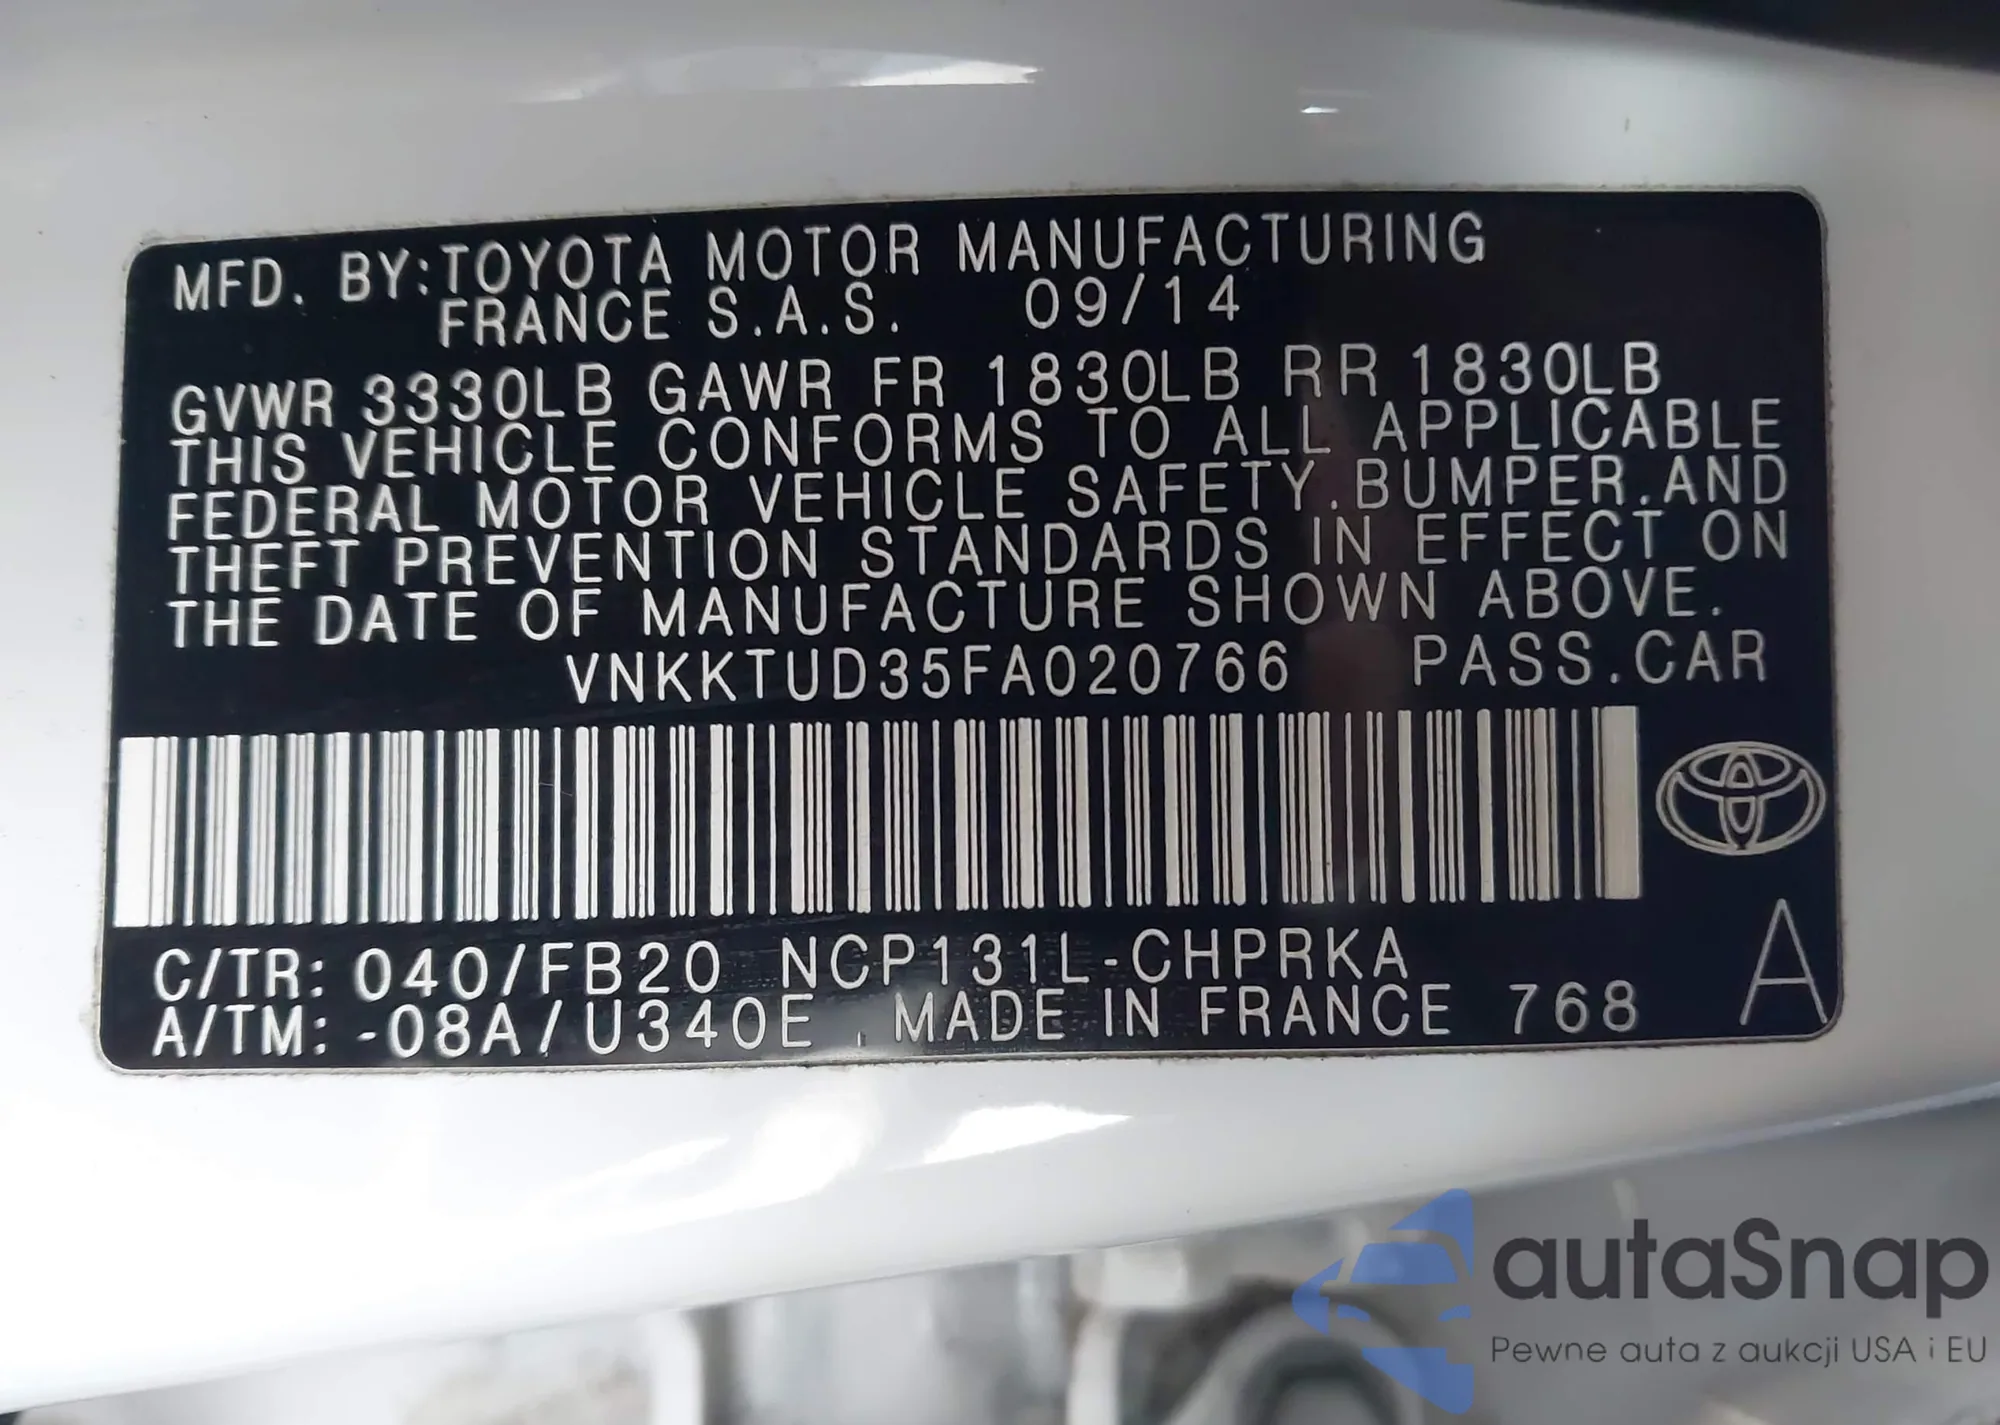 MFD. BY:TOYOTA MOTOR MANUFACTURING
FRANCE S.A.S. 09/14
GVWR 3330LB GAWR FR 1830LB RR 1830LB
THIS VEHICLE CONFORMS TO ALL APPLICABLE
FEDERAL MOTOR VEHICLE SAFETY.BUMPER.AND
THEFT PREVENTION STANDARDS IN EFFECT ON
THE DATE OF MANUFACTURE SHOWN ABOVE.
VNKKTUD35FA020766 PASS.CAR
C/TR: 040/FB20 NCP131L-CHPRKA
A/TM: -08A/U340E MADE IN FRANCE 768
A
autaSnap
Pewne auta z aukcji USA i EU